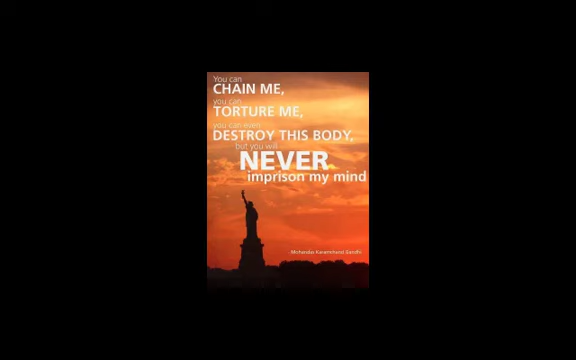 You can
CHAIN ME,
you can
TORTURE ME,
you can even
DESTROY THIS BODY,
but you will
NEVER
imprison my mind
Mohandas Karamchand Gandhi